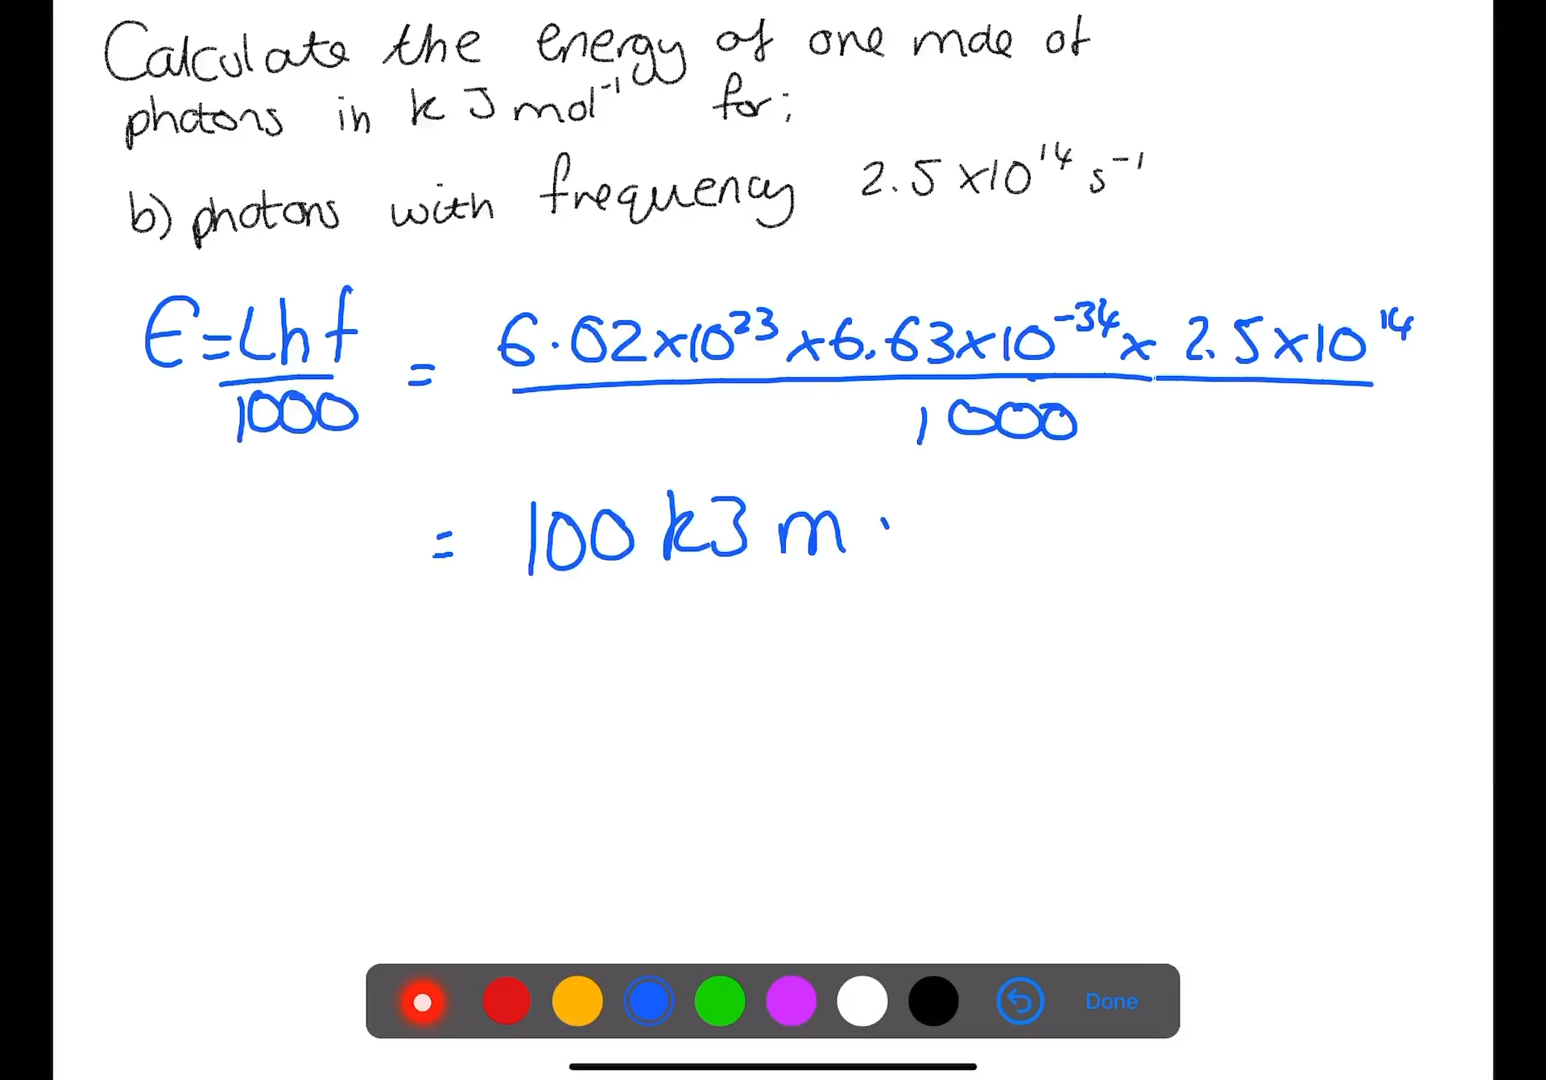 Calculate the energy of one mole of
photons in kJ mol⁻¹ for;
b) photons with frequency 2.5 x10¹⁴ s⁻¹
E = Lhf / 1000 = 6.02x10²³ x 6.63x10⁻³⁴ x 2.5x10¹⁴ / 1000
= 100 kJ m
Done